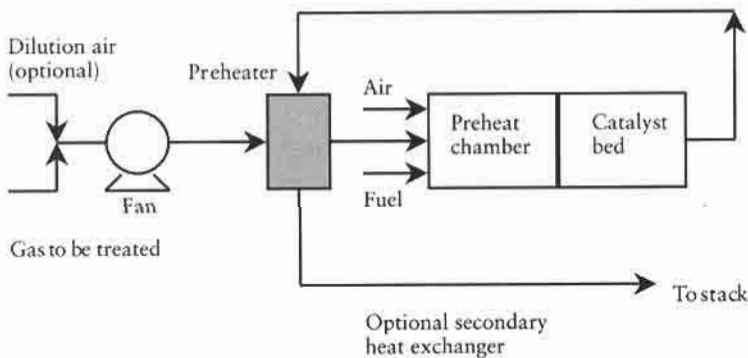 Dilution air
(optional)
Preheater
Air
Preheat
chamber
Catalyst
bed
Fan
Fuel
Gas to be treated
To stack
Optional secondary
heat exchanger